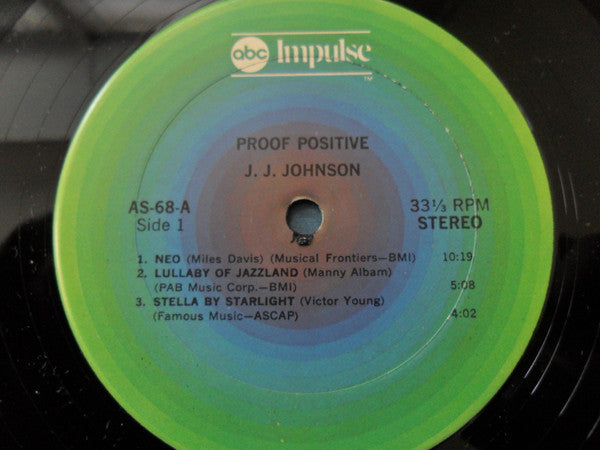 abc Impulse
TM
PROOF POSITIVE
J. J. JOHNSON
AS-68-A
Side 1
33⅓ RPM
STEREO
1. NEO (Miles Davis) (Musical Frontiers—BMI) 10:19
2. LULLABY OF JAZZLAND (Manny Albam)
(PAB Music Corp.—BMI) 5:08
3. STELLA BY STARLIGHT (Victor Young)
(Famous Music—ASCAP) 4:02